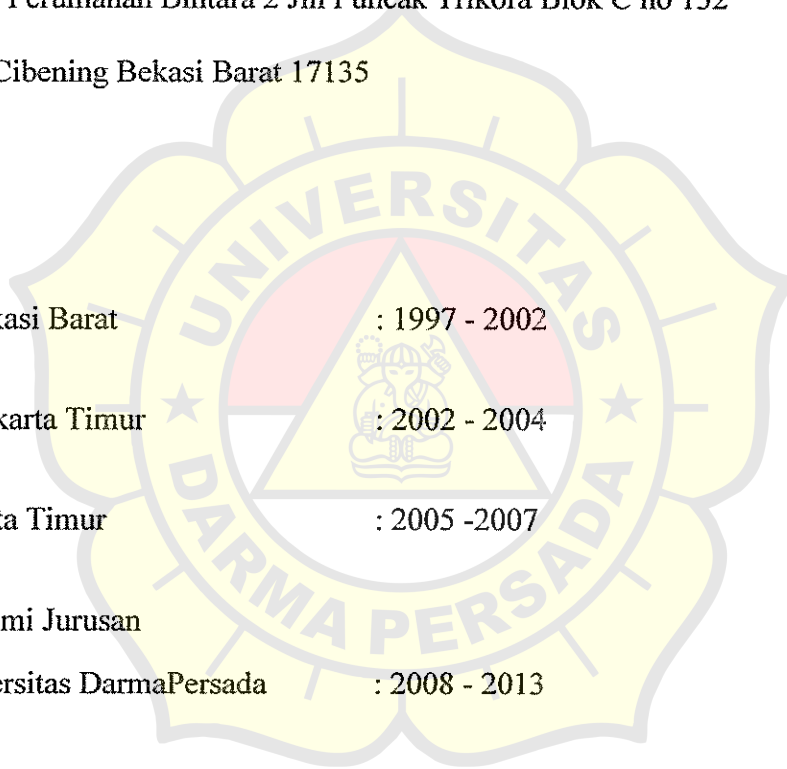 Perumahan Bintara 2 Jln Puncak Trikora Blok C no 152
Cibening Bekasi Barat 17135
UNIVERSITAS
kasi Barat : 1997 - 2002
karta Timur : 2002 - 2004
ta Timur : 2005 -2007
DARMA PERSADA
mi Jurusan
ersitas DarmaPersada : 2008 - 2013